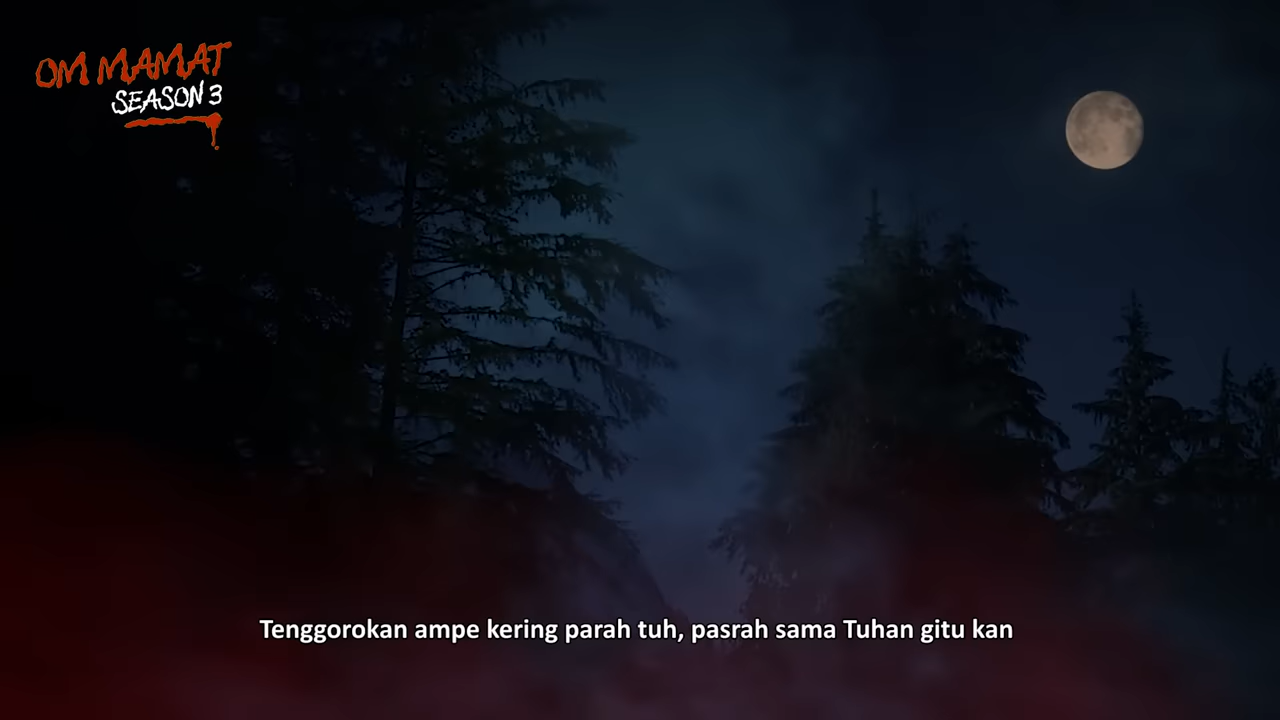 OM MAMAT
SEASON 3
Tenggorokan ampe kering parah tuh, pasrah sama Tuhan gitu kan